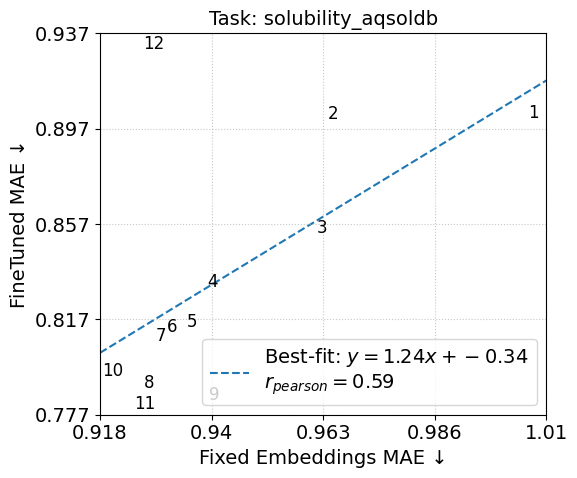 Task: solubility_aqsoldb
FineTuned MAE ↓
0.937
0.897
0.857
0.817
0.777
12
2
1
3
4
5
6
7
10
8
9
11
Best-fit: y = 1.24x + −0.34
r_pearson = 0.59
0.918 0.94 0.963 0.986 1.01
Fixed Embeddings MAE ↓